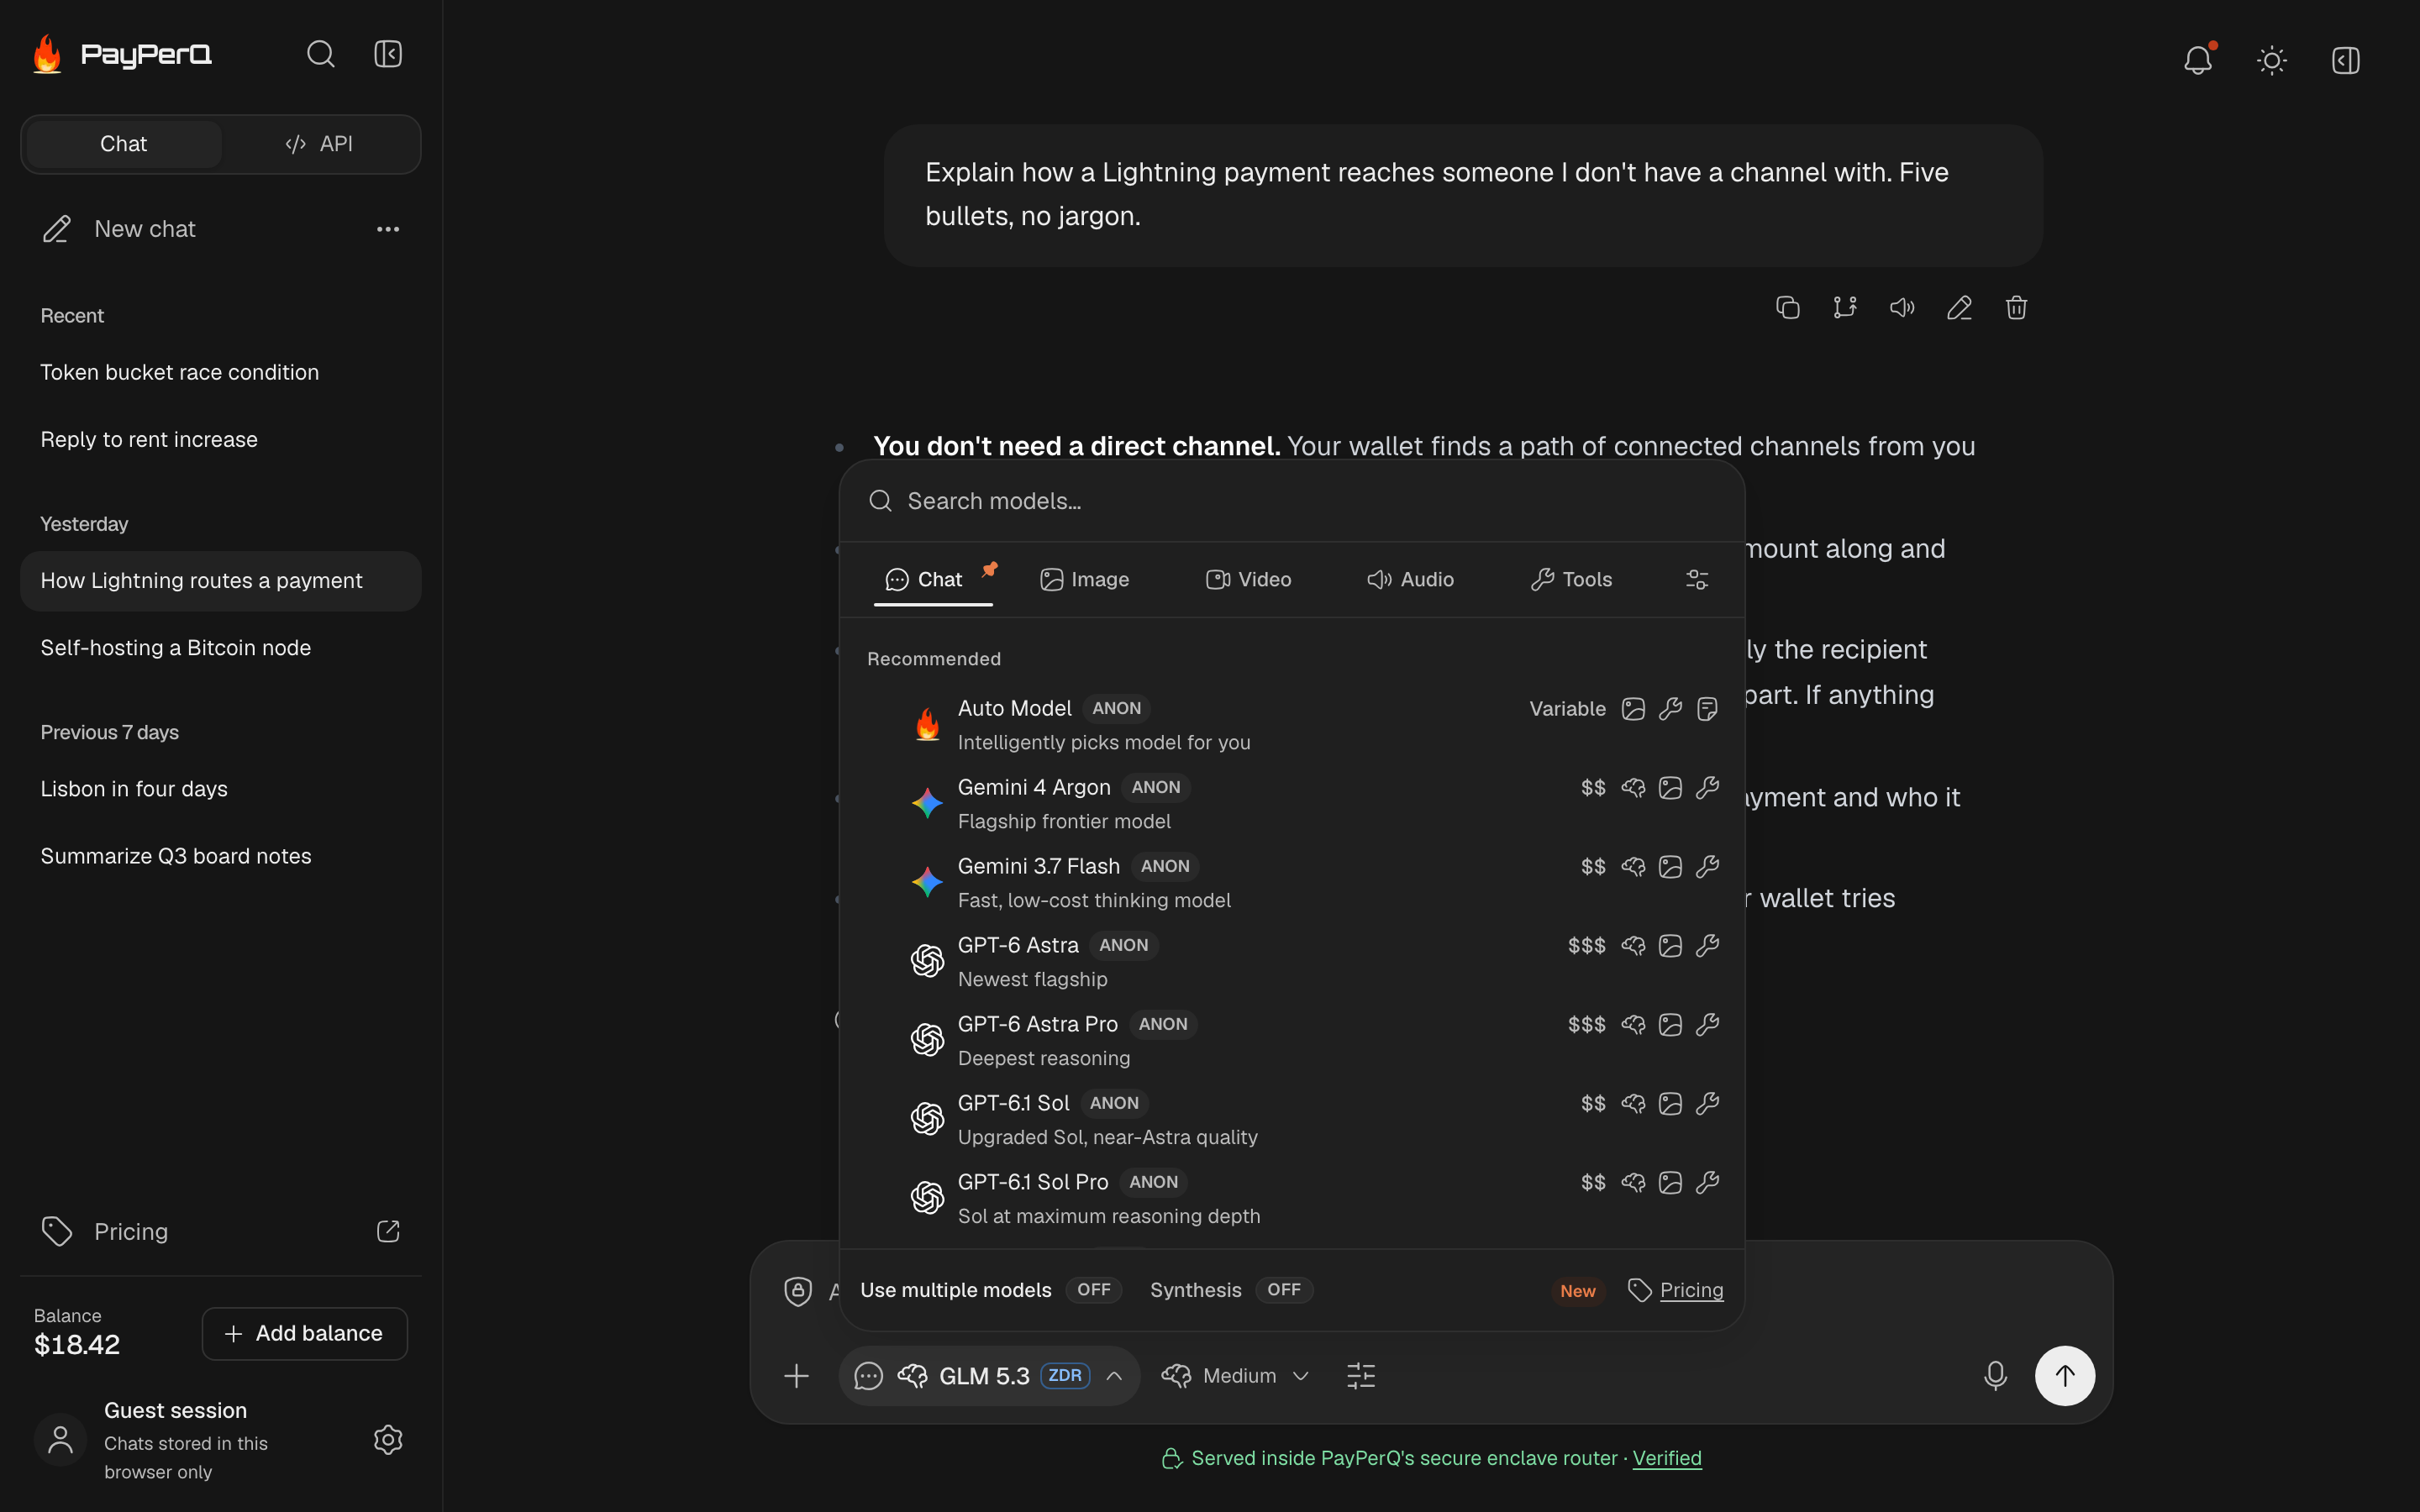 PayPerQ
Chat
API
New chat
Recent
Token bucket race condition
Reply to rent increase
Yesterday
How Lightning routes a payment
Self-hosting a Bitcoin node
Previous 7 days
Lisbon in four days
Summarize Q3 board notes
Pricing
Balance
$18.42
Add balance
Guest session
Chats stored in this
browser only
Explain how a Lightning payment reaches someone I don't have a channel with. Five
bullets, no jargon.
You don't need a direct channel. Your wallet finds a path of connected channels from you
along and
the recipient
part. If anything
and who it
wallet tries
Search models...
Chat
Image
Video
Audio
Tools
Recommended
Auto Model ANON Variable
Intelligently picks model for you
Gemini 4 Argon ANON $$
Flagship frontier model
Gemini 3.7 Flash ANON $$
Fast, low-cost thinking model
GPT-6 Astra ANON $$$
Newest flagship
GPT-6 Astra Pro ANON $$$
Deepest reasoning
GPT-6.1 Sol ANON $$
Upgraded Sol, near-Astra quality
GPT-6.1 Sol Pro ANON $$
Sol at maximum reasoning depth
Use multiple models OFF Synthesis OFF New Pricing
GLM 5.3 ZDR Medium
Served inside PayPerQ's secure enclave router · Verified